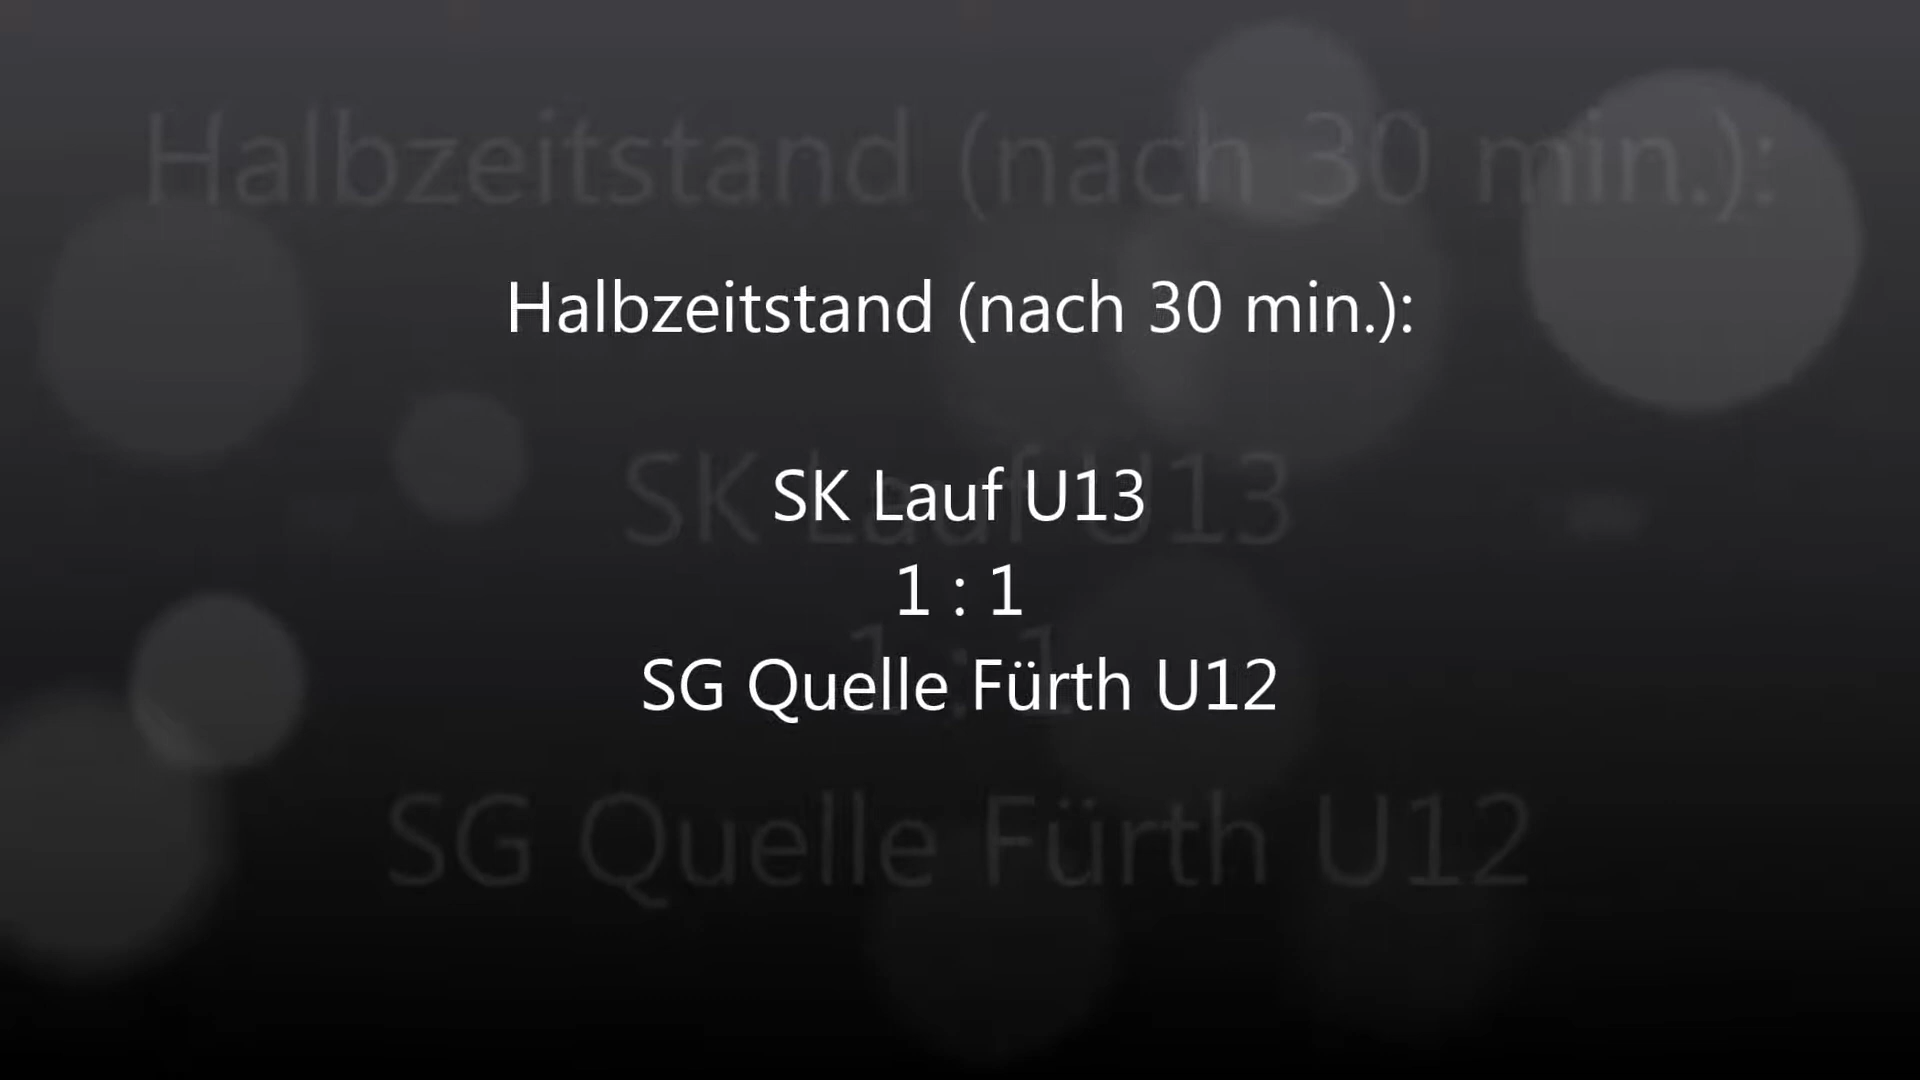 Halbzeitstand (nach 30 min.):
SK Lauf U13
1 : 1
SG Quelle Fürth U12